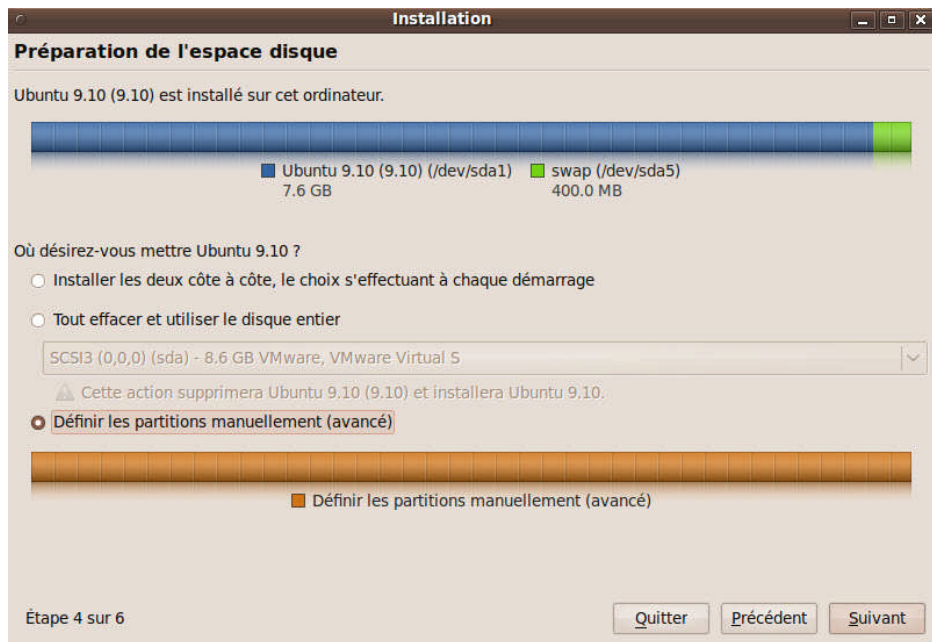 Installation
Préparation de l'espace disque
Ubuntu 9.10 (9.10) est installé sur cet ordinateur.
Ubuntu 9.10 (9.10) (/dev/sda1) swap (/dev/sda5)
7.6 GB 400.0 MB
Où désirez-vous mettre Ubuntu 9.10 ?
Installer les deux côte à côte, le choix s'effectuant à chaque démarrage
Tout effacer et utiliser le disque entier
SCSI3 (0,0,0) (sda) - 8.6 GB VMware, VMware Virtual S
Cette action supprimera Ubuntu 9.10 (9.10) et installera Ubuntu 9.10.
Définir les partitions manuellement (avancé)
Définir les partitions manuellement (avancé)
Étape 4 sur 6 Quitter Précédent Suivant